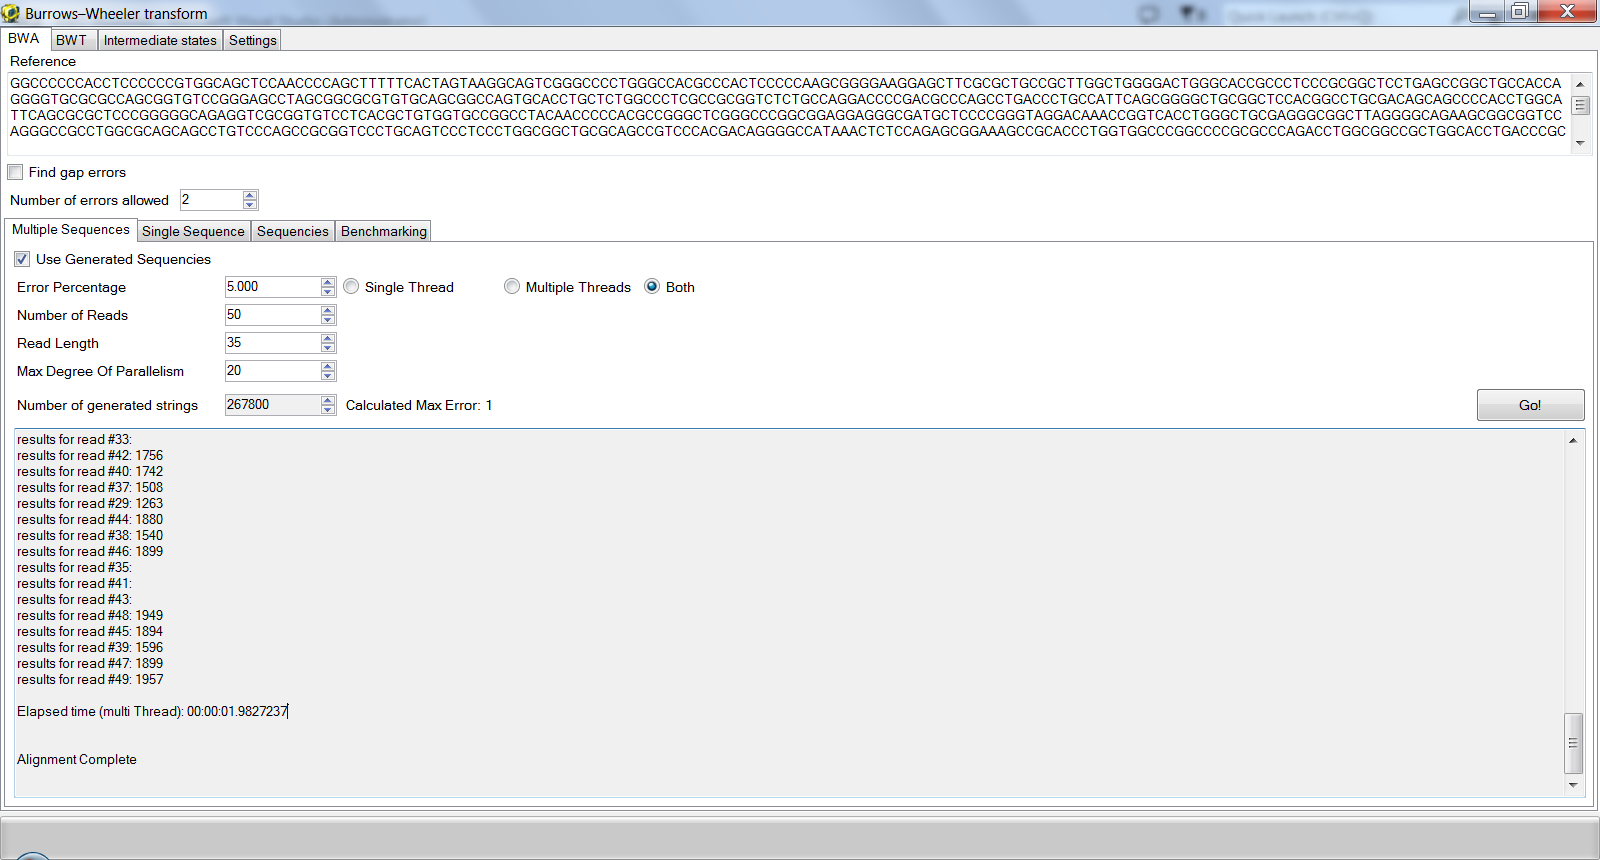 Burrows–Wheeler transform
BWA BWT Intermediate states Settings
Reference
GGCCCCCCACCTCCCCCCGTGGCAGCTCCAACCCCAGCTTTTTCACTAGTAAGGCAGTCGGGCCCCTGGGCCACGCCCACTCCCCCAAGCGGGGAAGGAGCTTCGCGCTGCCGCTTGGCTGGGGACTGGGCACCGCCCTCCCGCGGCTCCTGAGCCGGCTGCCACCA
GGGGTGCGCGCCAGCGGTGTCCGGGAGCCTAGCGGCGCGTGTGCAGCGGCCAGTGCACCTGCTCTGGCCCTCGCCGCGGTCTCTGCCAGGACCCCGACGCCCAGCCTGACCCTGCCATTCAGCGGGGCTGCGGCTCCACGGCCTGCGACAGCAGCCCCACCTGGCA
TTCAGCGCGCTCCCGGGGGCAGAGGTCGCGGTGTCCTCACGCTGTGGTGCCGGCCTACAACCCCCACGCCGGGCTCGGGCCCGGCGGAGGAGGGCGATGCTCCCCGGGTAGGACAAACCGGTCACCTGGGCTGCGAGGGCGGCTTAGGGGCAGAAGCGGCGGTCC
AGGGCCGCCTGGCGCAGCAGCCTGTCCCAGCCGCGGTCCCTGCAGTCCCTCCCTGGCGGCTGCGCAGCCGTCCCACGACAGGGGCCATAAACTCTCCAGAGCGGAAAGCCGCACCCTGGTGGCCCGGCCCCGCGCCCAGACCTGGCGGCCGCTGGCACCTGACCCGC
Find gap errors
Number of errors allowed 2
Multiple Sequences Single Sequence Sequencies Benchmarking
Use Generated Sequencies
Error Percentage 5.000 Single Thread Multiple Threads Both
Number of Reads 50
Read Length 35
Max Degree Of Parallelism 20
Number of generated strings 267800 Calculated Max Error: 1 Go!
results for read #33:
results for read #42: 1756
results for read #40: 1742
results for read #37: 1508
results for read #29: 1263
results for read #44: 1880
results for read #38: 1540
results for read #46: 1899
results for read #35:
results for read #41:
results for read #43:
results for read #48: 1949
results for read #45: 1894
results for read #39: 1596
results for read #47: 1899
results for read #49: 1957
Elapsed time (multi Thread): 00:00:01.9827237
Alignment Complete